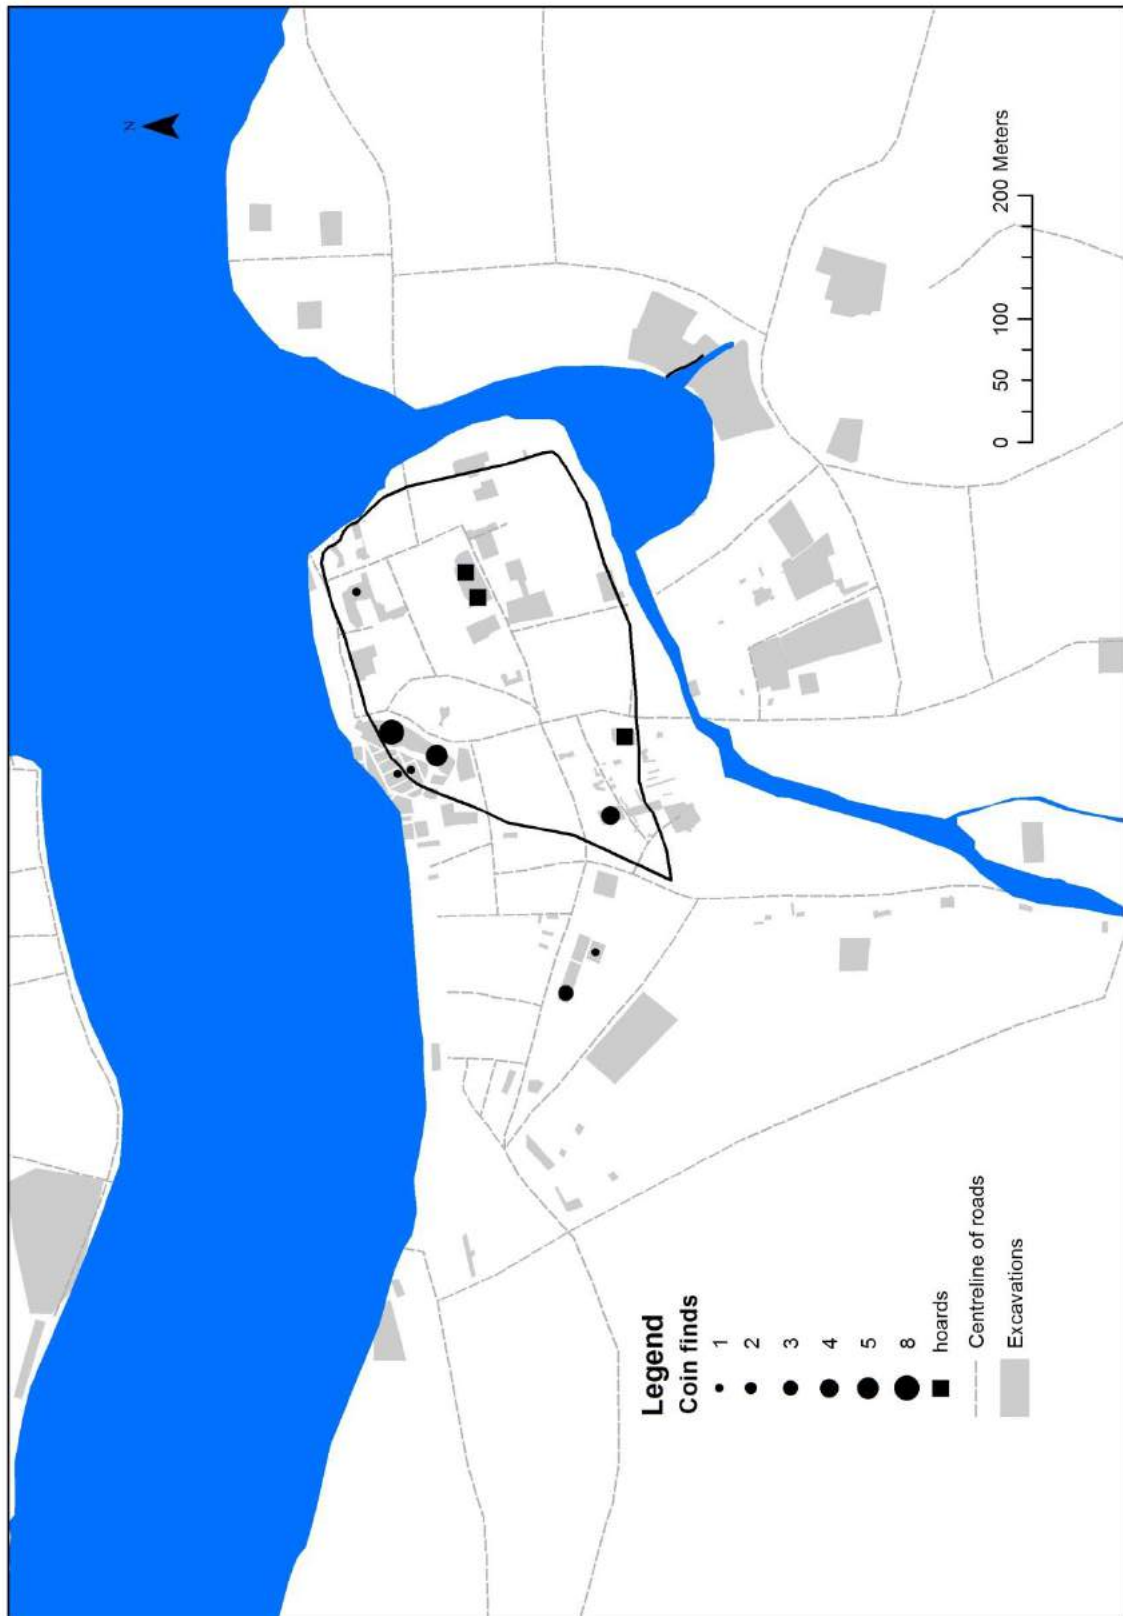 N
0 50 100 200 Meters
Legend
Coin finds
1
2
3
4
5
8
hoards
Centreline of roads
Excavations